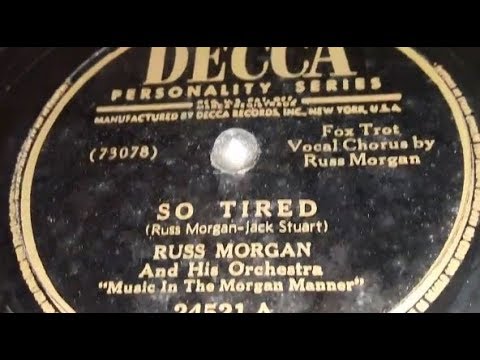 DECCA
PERSONALITY SERIES
MANUFACTURED BY DECCA RECORDS, INC., NEW YORK, U.S.A.
Fox Trot
(73078)
Vocal Chorus by
Russ Morgan
SO TIRED
(Russ Morgan-Jack Stuart)
RUSS MORGAN
And His Orchestra
"Music In The Morgan Manner"
24521 A